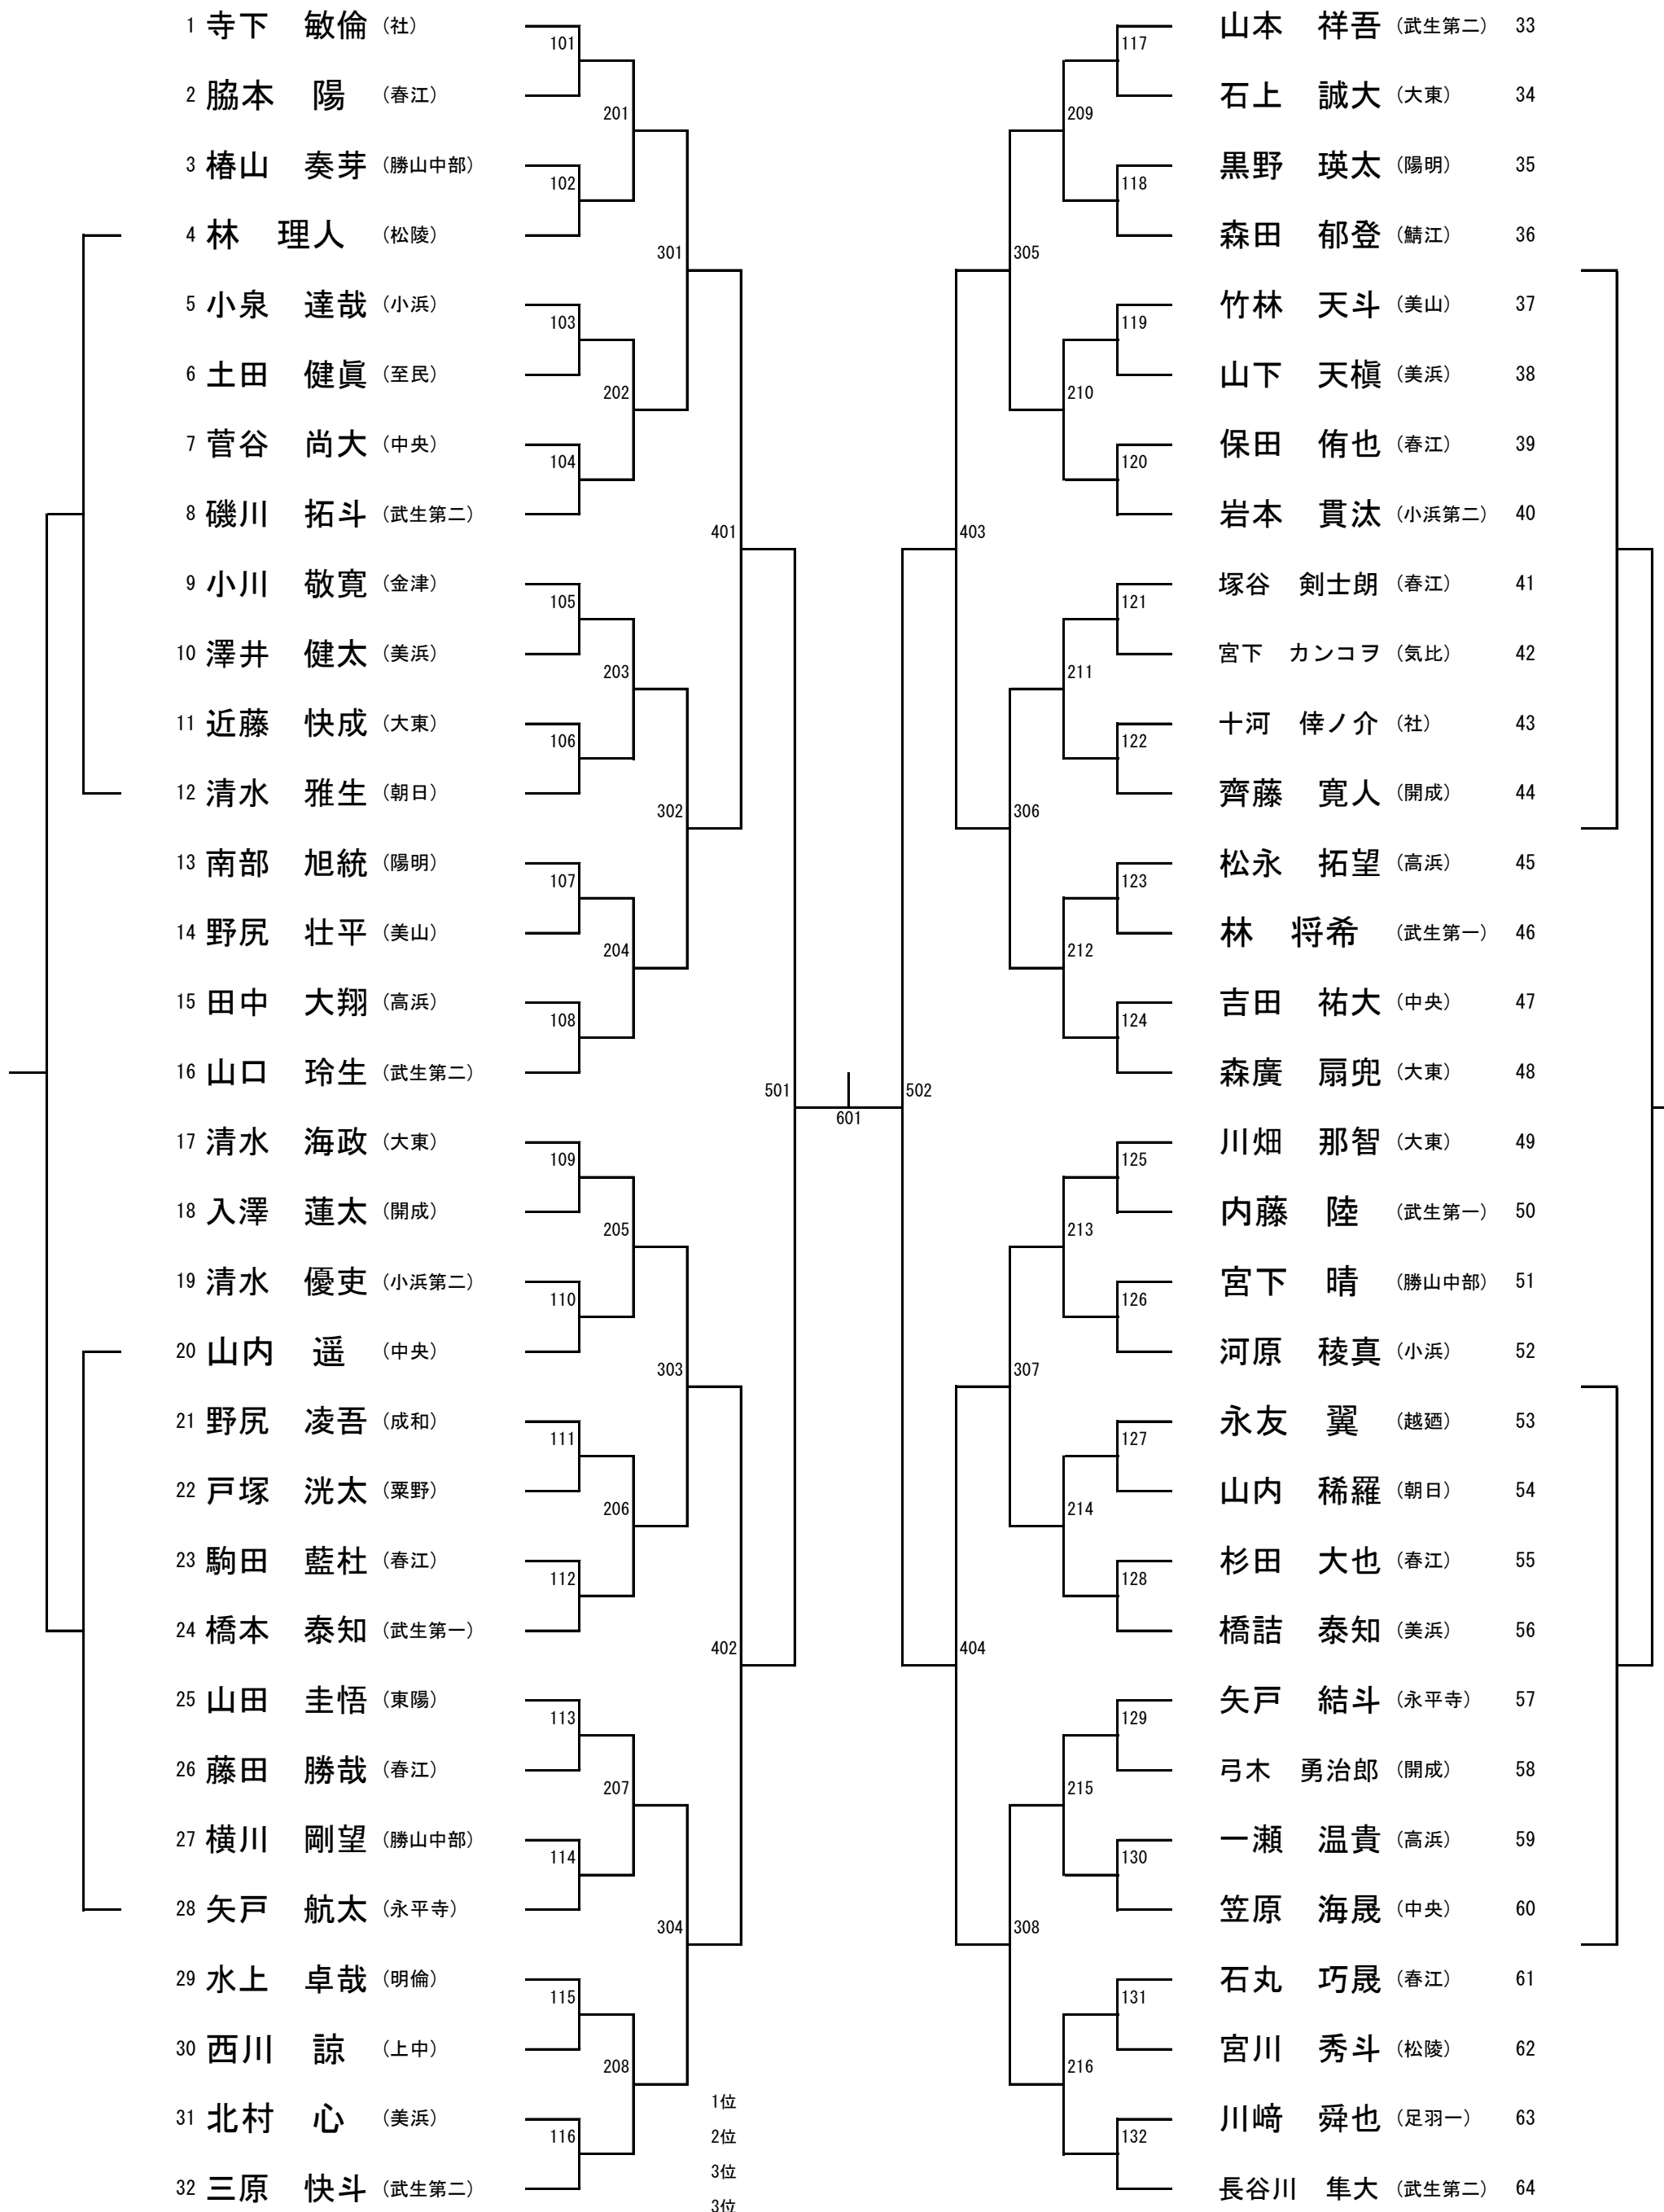 1 寺下　敏倫 (社)
2 脇本　陽 (春江)
3 椿山　奏芽 (勝山中部)
4 林　理人 (松陵)
5 小泉　達哉 (小浜)
6 土田　健眞 (至民)
7 菅谷　尚大 (中央)
8 磯川　拓斗 (武生第二)
9 小川　敬寛 (金津)
10 澤井　健太 (美浜)
11 近藤　快成 (大東)
12 清水　雅生 (朝日)
13 南部　旭統 (陽明)
14 野尻　壮平 (美山)
15 田中　大翔 (高浜)
16 山口　玲生 (武生第二)
17 清水　海政 (大東)
18 入澤　蓮太 (開成)
19 清水　優吏 (小浜第二)
20 山内　遥 (中央)
21 野尻　凌吾 (成和)
22 戸塚　洸太 (粟野)
23 駒田　藍杜 (春江)
24 橋本　泰知 (武生第一)
25 山田　圭悟 (東陽)
26 藤田　勝哉 (春江)
27 横川　剛望 (勝山中部)
28 矢戸　航太 (永平寺)
29 水上　卓哉 (明倫)
30 西川　諒 (上中)
31 北村　心 (美浜)
32 三原　快斗 (武生第二)
101
102
103
104
105
106
107
108
109
110
111
112
113
114
115
116
201
202
203
204
205
206
207
208
301
302
303
304
401
402
501
601
502
403
404
305
306
307
308
209
210
211
212
213
214
215
216
117
118
119
120
121
122
123
124
125
126
127
128
129
130
131
132
山本　祥吾 (武生第二) 33
石上　誠大 (大東) 34
黒野　瑛太 (陽明) 35
森田　郁登 (鯖江) 36
竹林　天斗 (美山) 37
山下　天槇 (美浜) 38
保田　侑也 (春江) 39
岩本　貫汰 (小浜第二) 40
塚谷　剣士朗 (春江) 41
宮下　カンコヲ (気比) 42
十河　倖ノ介 (社) 43
齊藤　寛人 (開成) 44
松永　拓望 (高浜) 45
林　将希 (武生第一) 46
吉田　祐大 (中央) 47
森廣　扇兜 (大東) 48
川畑　那智 (大東) 49
内藤　陸 (武生第一) 50
宮下　晴 (勝山中部) 51
河原　稜真 (小浜) 52
永友　翼 (越廼) 53
山内　稀羅 (朝日) 54
杉田　大也 (春江) 55
橋詰　泰知 (美浜) 56
矢戸　結斗 (永平寺) 57
弓木　勇治郎 (開成) 58
一瀬　温貴 (高浜) 59
笠原　海晟 (中央) 60
石丸　巧晟 (春江) 61
宮川　秀斗 (松陵) 62
川﨑　舜也 (足羽一) 63
長谷川　隼大 (武生第二) 64
1位
2位
3位
3位